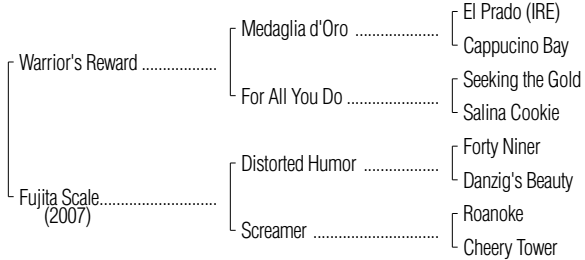 El Prado (IRE)
Medaglia d'Oro ..................
Cappucino Bay
Warrior's Reward ................
Seeking the Gold
For All You Do ....................
Salina Cookie
Forty Niner
Distorted Humor ................
Danzig's Beauty
Fujita Scale.........................
(2007)
Roanoke
Screamer ...........................
Cheery Tower